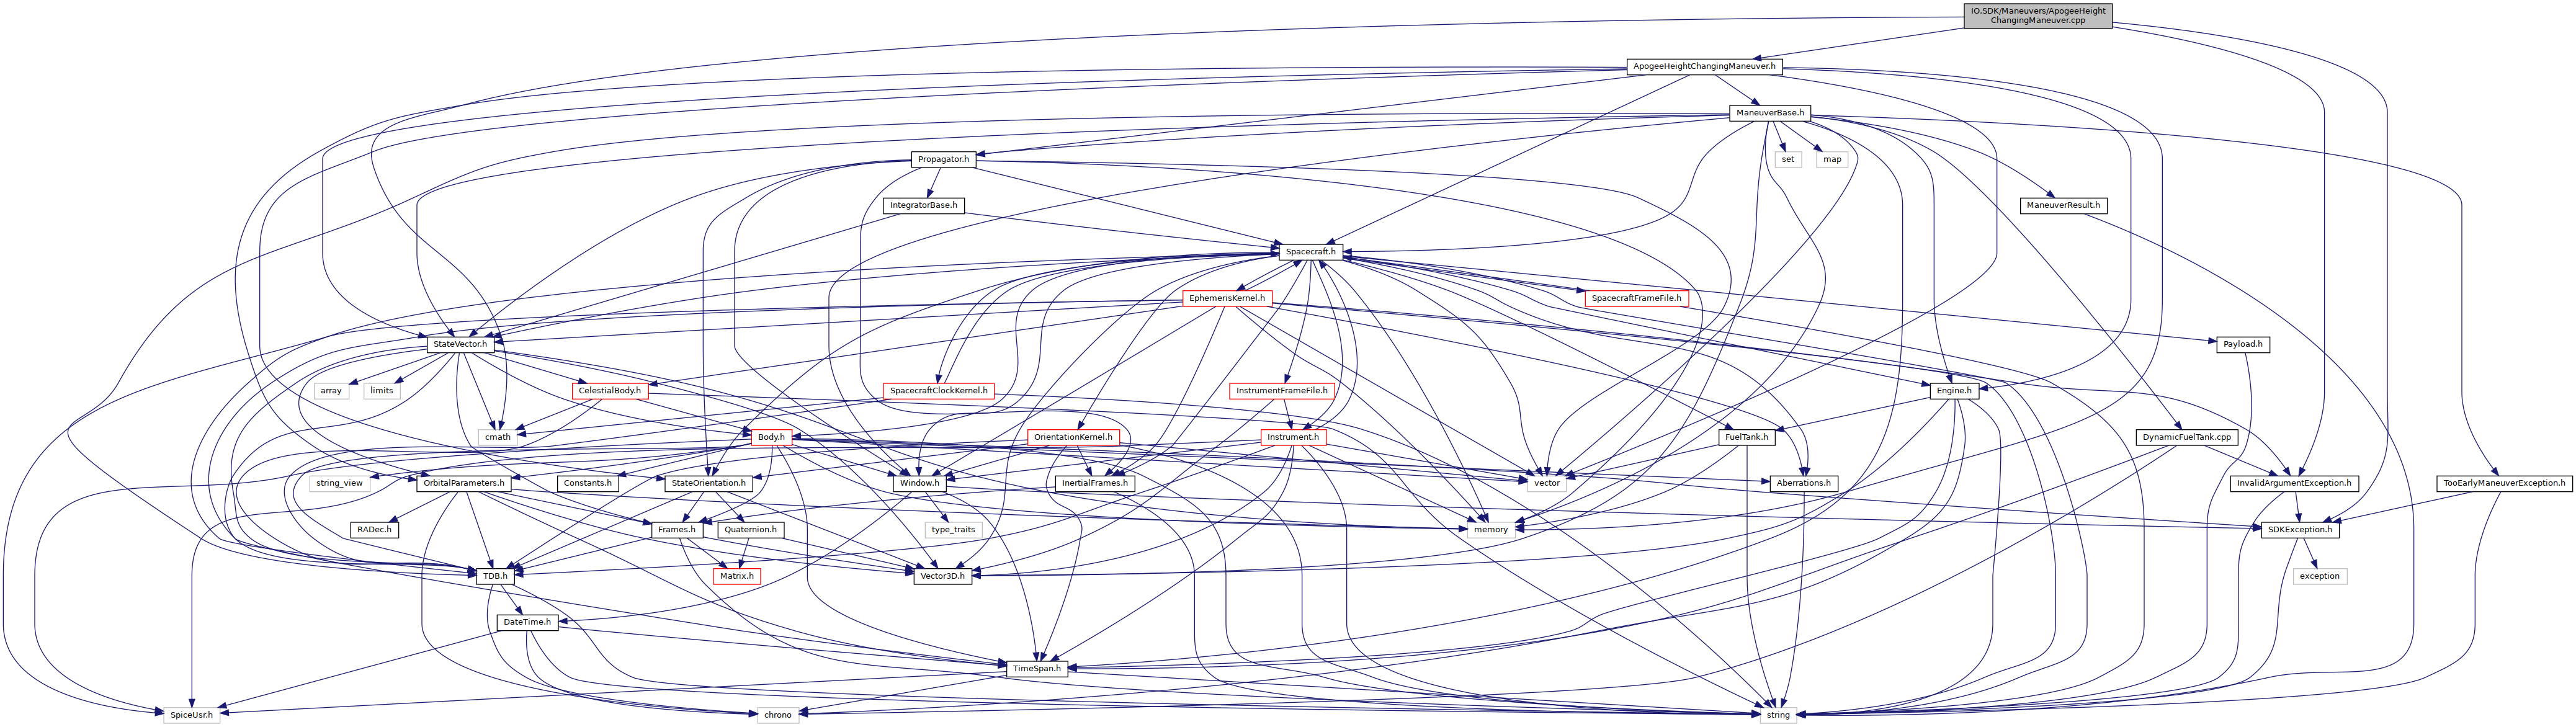 IO.SDK/Maneuvers/ApogeeHeight
ChangingManeuver.cpp
ApogeeHeightChangingManeuver.h
ManeuverBase.h
Propagator.h
set
map
IntegratorBase.h
ManeuverResult.h
Spacecraft.h
EphemerisKernel.h
SpacecraftFrameFile.h
StateVector.h
Payload.h
array
limits
CelestialBody.h
SpacecraftClockKernel.h
InstrumentFrameFile.h
Engine.h
cmath
Body.h
OrientationKernel.h
Instrument.h
FuelTank.h
DynamicFuelTank.cpp
string_view
OrbitalParameters.h
Constants.h
StateOrientation.h
Window.h
InertialFrames.h
vector
Aberrations.h
InvalidArgumentException.h
TooEarlyManeuverException.h
RADec.h
Frames.h
Quaternion.h
type_traits
memory
SDKException.h
TDB.h
Matrix.h
Vector3D.h
exception
DateTime.h
TimeSpan.h
SpiceUsr.h
chrono
string